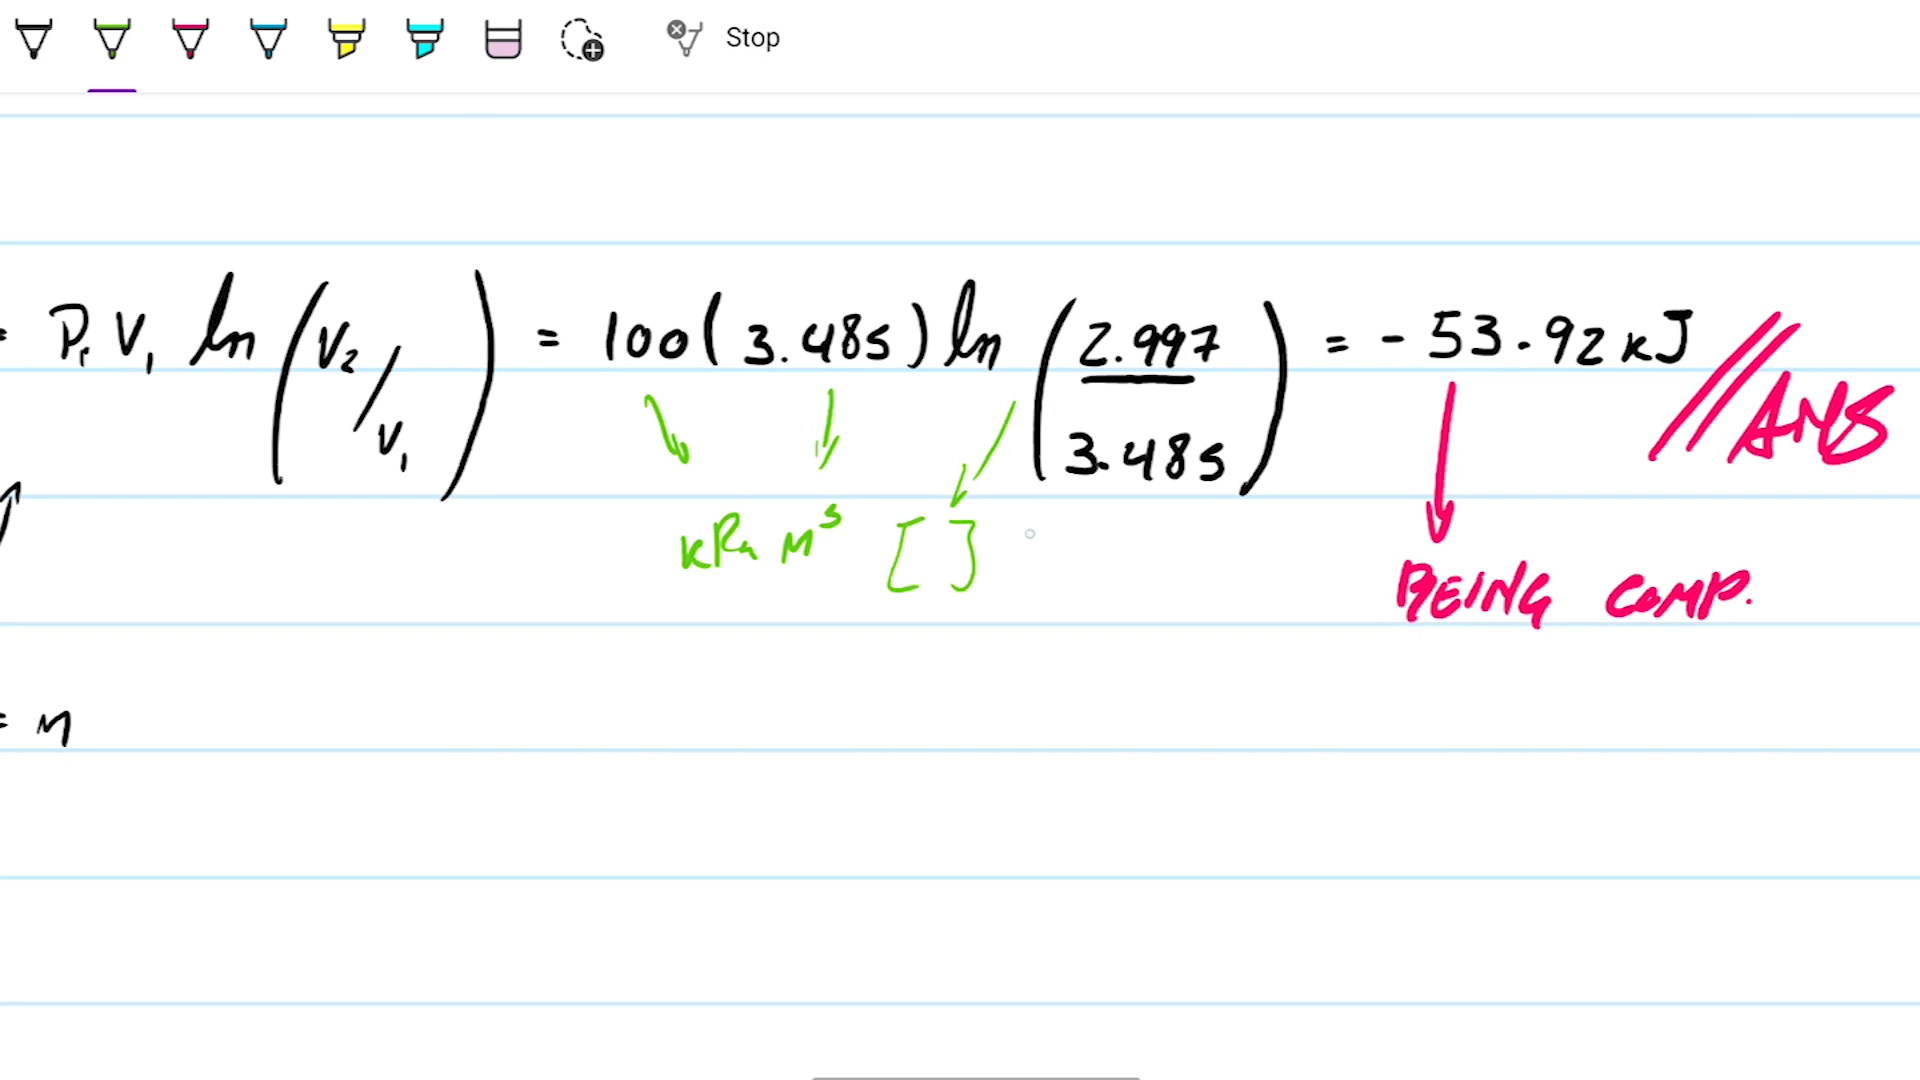 Stop
= P₁ V₁ ln (V₂/V₁) = 100(3.485) ln (2.997/3.485) = -53.92 kJ // ANS
kPa m³ [ ]
BEING COMP.
= m